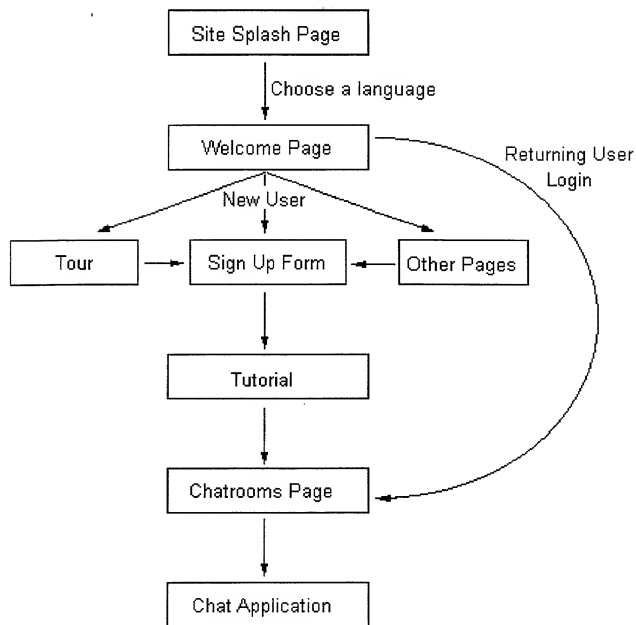 Site Splash Page
Choose a language
Welcome Page
Returning User
Login
New User
Tour
Sign Up Form
Other Pages
Tutorial
Chatrooms Page
Chat Application